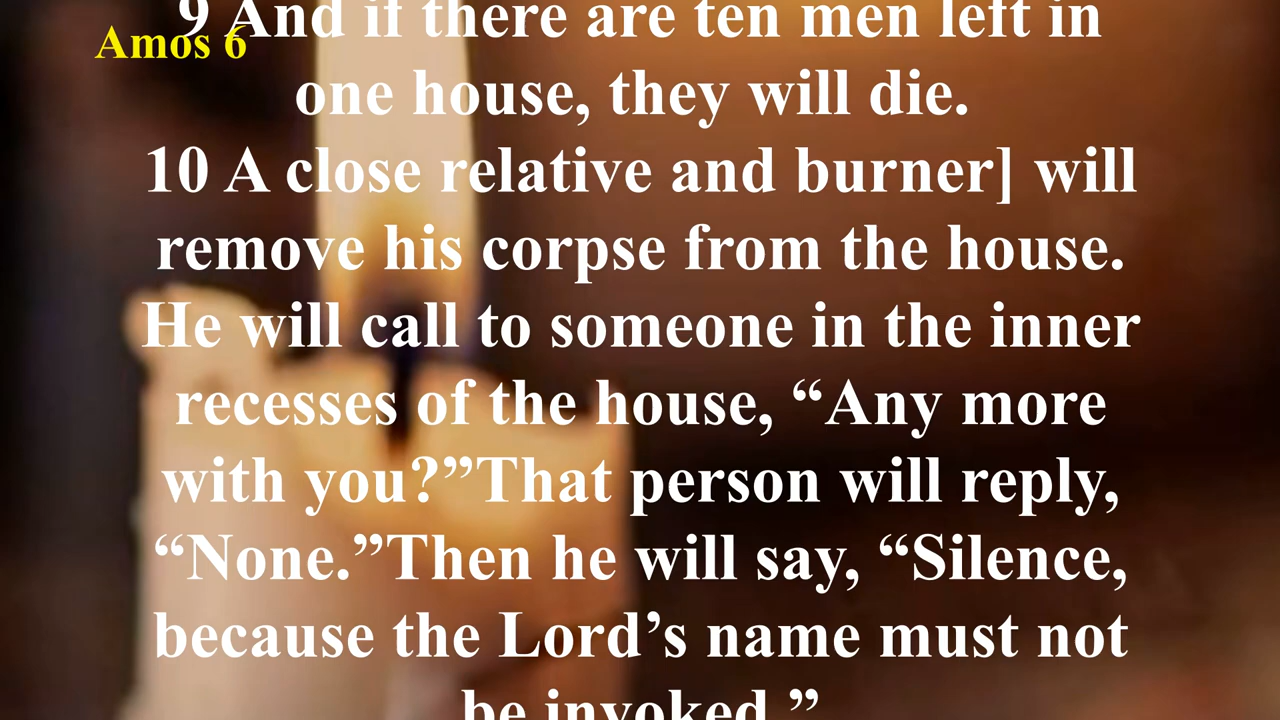 Amos 6
9 And if there are ten men left in
one house, they will die.
10 A close relative and burner] will
remove his corpse from the house.
He will call to someone in the inner
recesses of the house, “Any more
with you?”That person will reply,
“None.”Then he will say, “Silence,
because the Lord’s name must not
be invoked.”